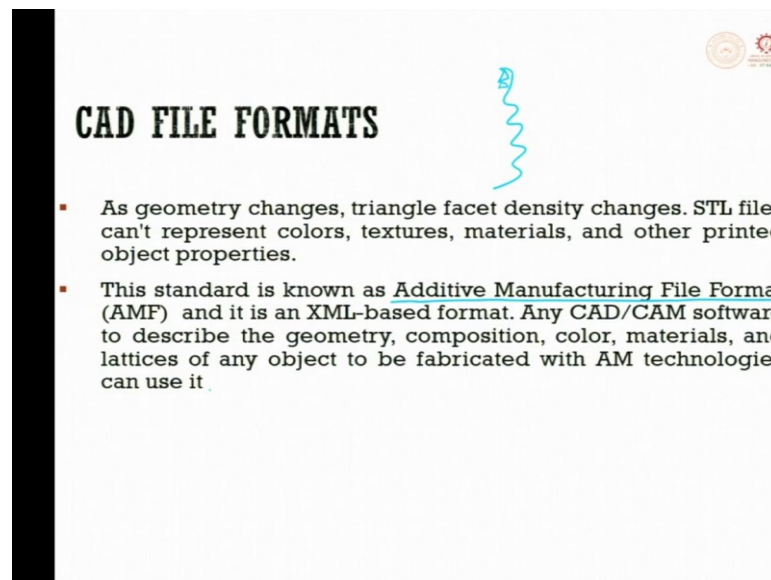 CAD FILE FORMATS
▪ As geometry changes, triangle facet density changes. STL file
can't represent colors, textures, materials, and other printe
object properties.
▪ This standard is known as Additive Manufacturing File Forma
(AMF) and it is an XML-based format. Any CAD/CAM softwar
to describe the geometry, composition, color, materials, an
lattices of any object to be fabricated with AM technologie
can use it